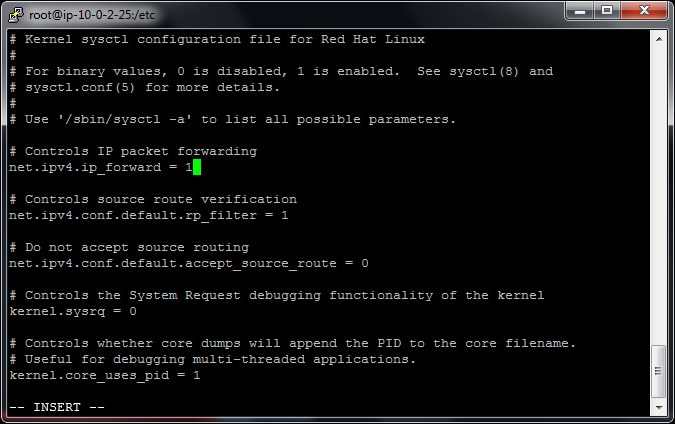 root@ip-10-0-2-25:/etc
# Kernel sysctl configuration file for Red Hat Linux
#
# For binary values, 0 is disabled, 1 is enabled.  See sysctl(8) and
# sysctl.conf(5) for more details.
#
# Use '/sbin/sysctl -a' to list all possible parameters.
# Controls IP packet forwarding
net.ipv4.ip_forward = 1
# Controls source route verification
net.ipv4.conf.default.rp_filter = 1
# Do not accept source routing
net.ipv4.conf.default.accept_source_route = 0
# Controls the System Request debugging functionality of the kernel
kernel.sysrq = 0
# Controls whether core dumps will append the PID to the core filename.
# Useful for debugging multi-threaded applications.
kernel.core_uses_pid = 1
-- INSERT --